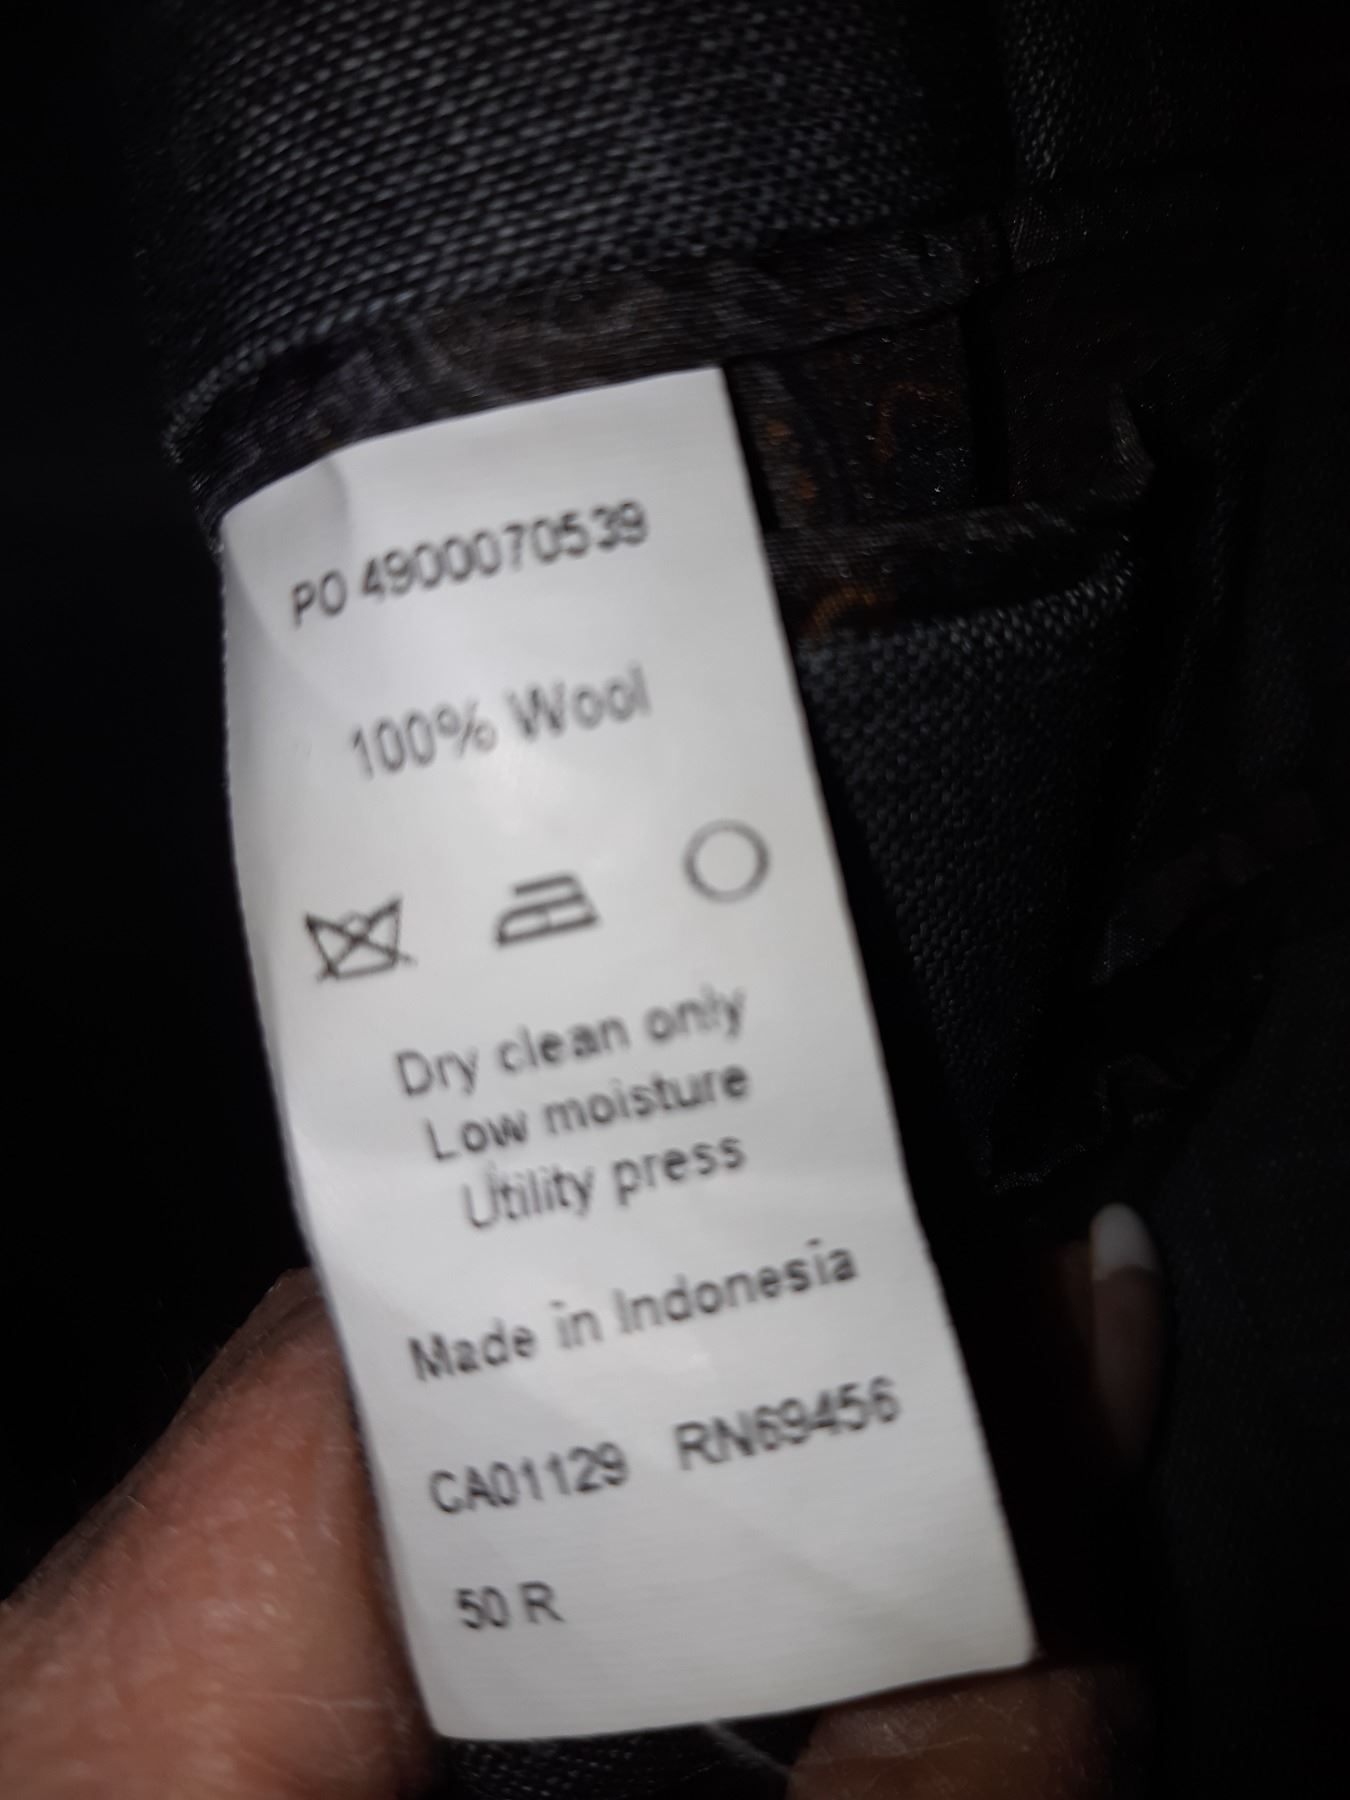 PO 4900070539
100% Wool
Dry clean only
Low moisture
Utility press
Made in Indonesia
CA01129 RN69456
50 R